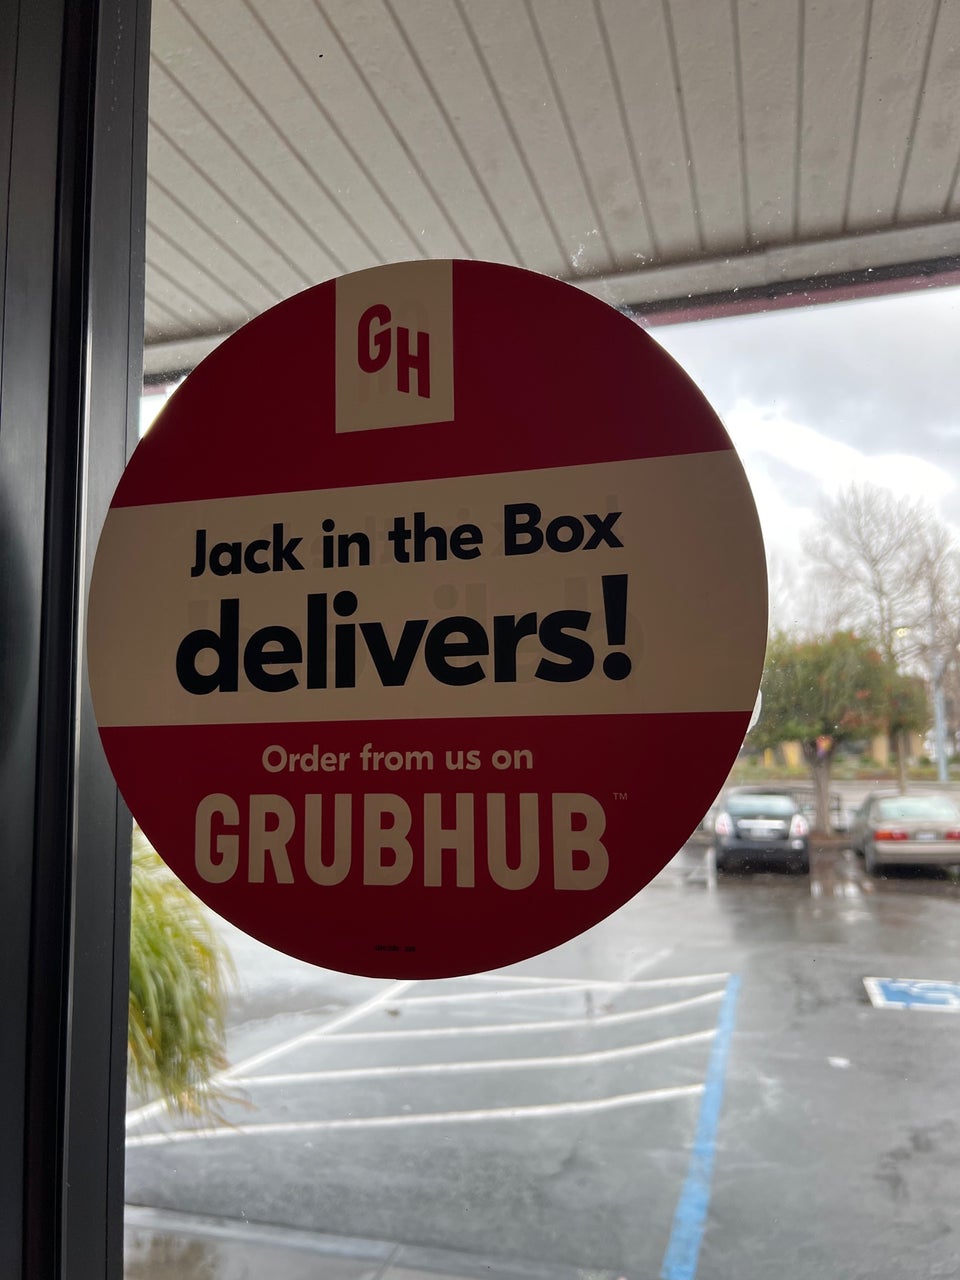 GH
Jack in the Box
delivers!
Order from us on
GRUBHUB™